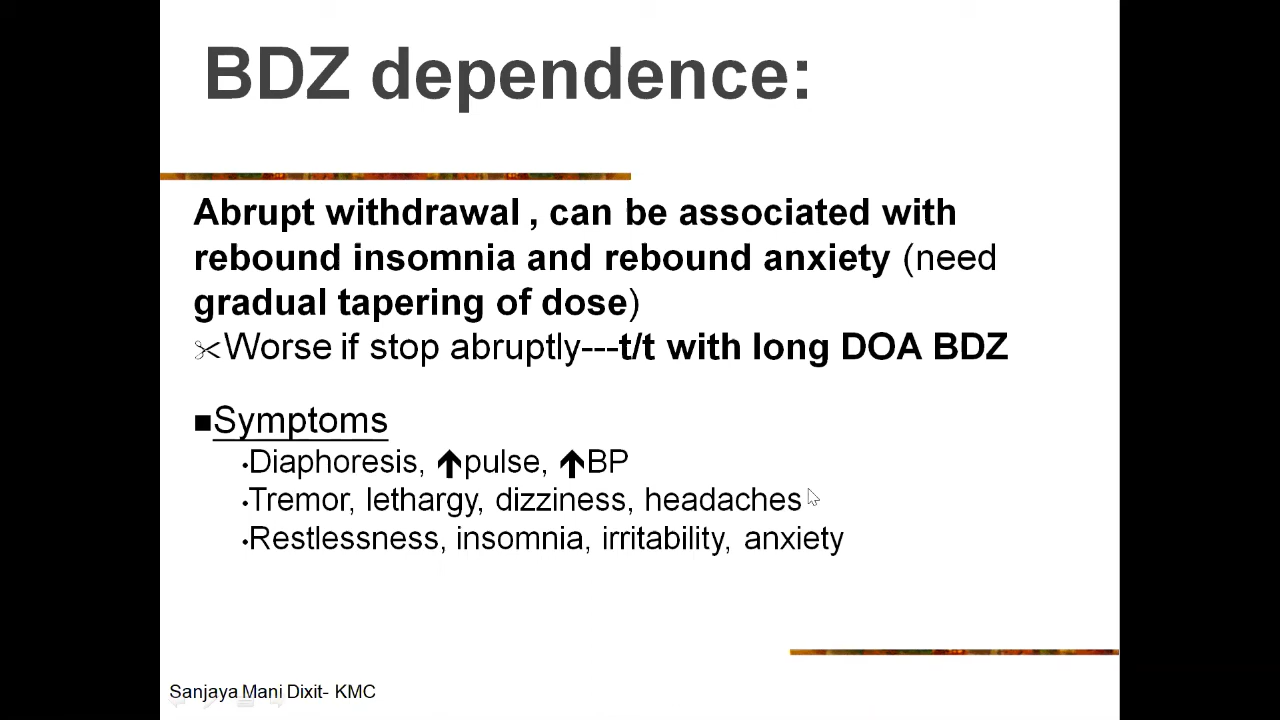 BDZ dependence:
Abrupt withdrawal , can be associated with
rebound insomnia and rebound anxiety (need
gradual tapering of dose)
Worse if stop abruptly---t/t with long DOA BDZ
Symptoms
Diaphoresis, ↑pulse, ↑BP
Tremor, lethargy, dizziness, headaches
Restlessness, insomnia, irritability, anxiety
Sanjaya Mani Dixit- KMC